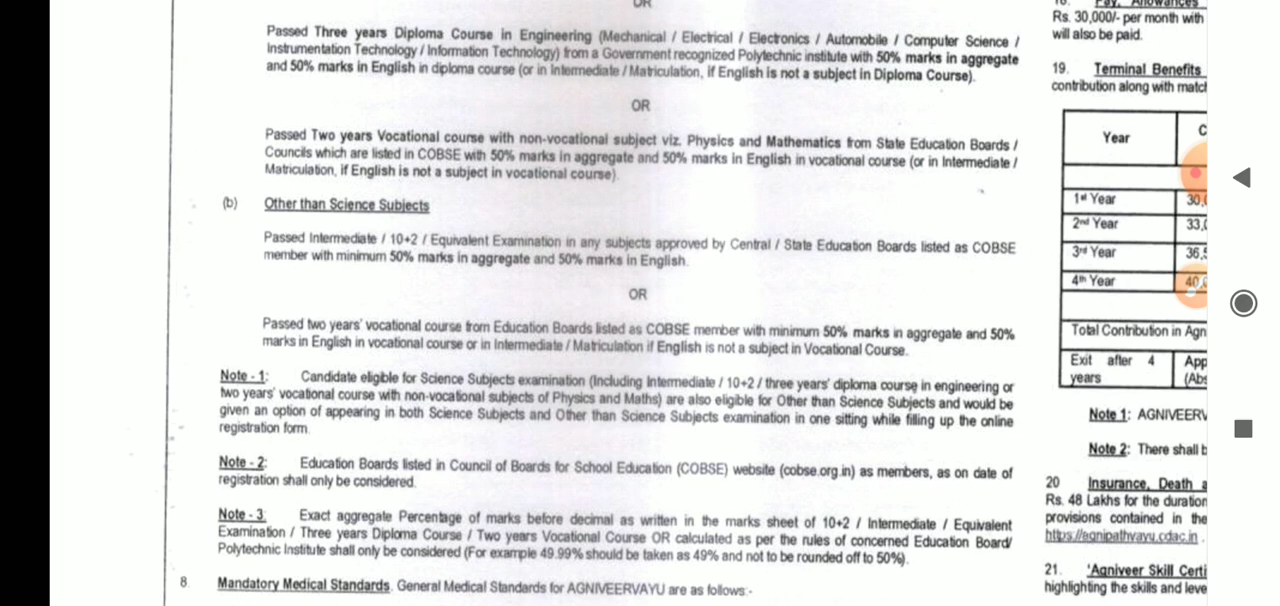 OR
Passed Three years Diploma Course in Engineering (Mechanical / Electrical / Electronics / Automobile / Computer Science /
Instrumentation Technology / Information Technology) from a Government recognized Polytechnic institute with 50% marks in aggregate
and 50% marks in English in diploma course (or in Intermediate / Matriculation, if English is not a subject in Diploma Course).
OR
Passed Two years Vocational course with non-vocational subject viz. Physics and Mathematics from State Education Boards /
Councils which are listed in COBSE with 50% marks in aggregate and 50% marks in English in vocational course (or in Intermediate /
Matriculation, if English is not a subject in vocational course).
(b) Other than Science Subjects
Passed Intermediate / 10+2 / Equivalent Examination in any subjects approved by Central / State Education Boards listed as COBSE
member with minimum 50% marks in aggregate and 50% marks in English.
OR
Passed two years' vocational course from Education Boards listed as COBSE member with minimum 50% marks in aggregate and 50%
marks in English in vocational course or in Intermediate / Matriculation if English is not a subject in Vocational Course.
Note - 1: Candidate eligible for Science Subjects examination (Including Intermediate / 10+2 / three years' diploma course in engineering or
two years' vocational course with non-vocational subjects of Physics and Maths) are also eligible for Other than Science Subjects and would be
given an option of appearing in both Science Subjects and Other than Science Subjects examination in one sitting while filling up the online
registration form.
Note - 2: Education Boards listed in Council of Boards for School Education (COBSE) website (cobse.org.in) as members, as on date of
registration shall only be considered.
Note - 3: Exact aggregate Percentage of marks before decimal as written in the marks sheet of 10+2 / Intermediate / Equivalent
Examination / Three years Diploma Course / Two years Vocational Course OR calculated as per the rules of concerned Education Board/
Polytechnic Institute shall only be considered (For example 49.99% should be taken as 49% and not to be rounded off to 50%).
8. Mandatory Medical Standards. General Medical Standards for AGNIVEERVAYU are as follows:-
18. Pay, Allowances
Rs. 30,000/- per month with
will also be paid.
19. Terminal Benefits
contribution along with match
Year C
1st Year 30,0
2nd Year 33,0
3rd Year 36,5
4th Year 40,0
Total Contribution in Agn
Exit after 4 App
years (Abs
Note 1: AGNIVEERV
Note 2: There shall b
20 Insurance, Death a
Rs. 48 Lakhs for the duration
provisions contained in the
https://agnipathvayu.cdac.in .
21. 'Agniveer Skill Certi
highlighting the skills and leve